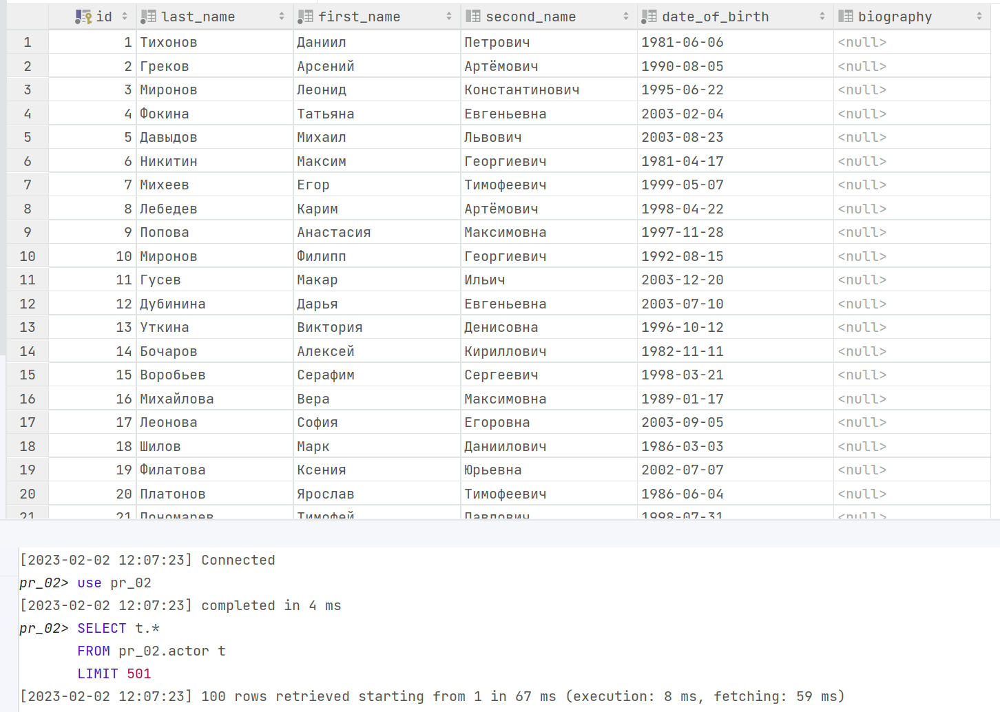 id last_name first_name second_name date_of_birth biography
1 1 Тихонов Даниил Петрович 1981-06-06 <null>
2 2 Греков Арсений Артёмович 1990-08-05 <null>
3 3 Миронов Леонид Константинович 1995-06-22 <null>
4 4 Фокина Татьяна Евгеньевна 2003-02-04 <null>
5 5 Давыдов Михаил Львович 2003-08-23 <null>
6 6 Никитин Максим Георгиевич 1981-04-17 <null>
7 7 Михеев Егор Тимофеевич 1999-05-07 <null>
8 8 Лебедев Карим Артёмович 1998-04-22 <null>
9 9 Попова Анастасия Максимовна 1997-11-28 <null>
10 10 Миронов Филипп Георгиевич 1992-08-15 <null>
11 11 Гусев Макар Ильич 2003-12-20 <null>
12 12 Дубинина Дарья Евгеньевна 2003-07-10 <null>
13 13 Уткина Виктория Денисовна 1996-10-12 <null>
14 14 Бочаров Алексей Кириллович 1982-11-11 <null>
15 15 Воробьев Серафим Сергеевич 1998-03-21 <null>
16 16 Михайлова Вера Максимовна 1989-01-17 <null>
17 17 Леонова София Егоровна 2003-09-05 <null>
18 18 Шилов Марк Даниилович 1986-03-03 <null>
19 19 Филатова Ксения Юрьевна 2002-07-07 <null>
20 20 Платонов Ярослав Тимофеевич 1986-06-04 <null>
21 21 Пономарев Тимофей Павлович 1998-07-31 <null>
[2023-02-02 12:07:23] Connected
pr_02> use pr_02
[2023-02-02 12:07:23] completed in 4 ms
pr_02> SELECT t.*
FROM pr_02.actor t
LIMIT 501
[2023-02-02 12:07:23] 100 rows retrieved starting from 1 in 67 ms (execution: 8 ms, fetching: 59 ms)